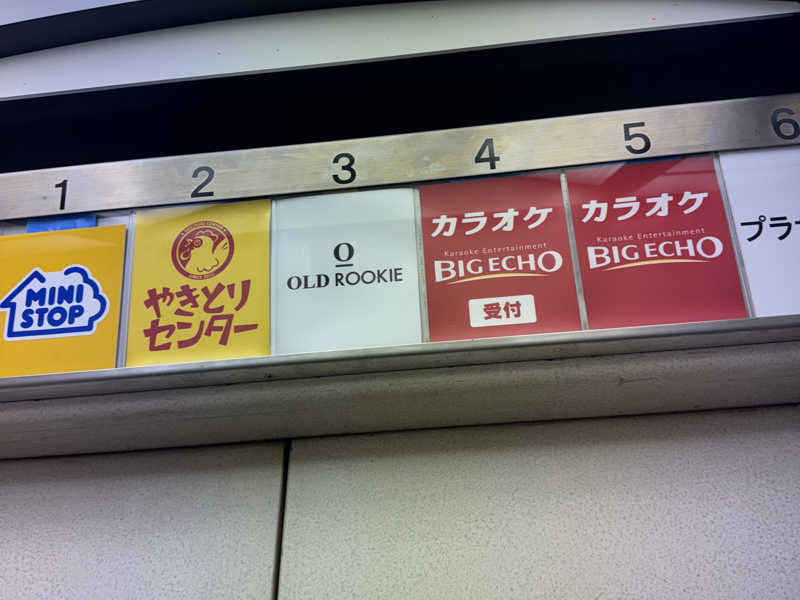 1
2
3
4
5
6
MINI
STOP
やきとり
センター
O
OLD ROOKIE
カラオケ
Karaoke Entertainment
BIG ECHO
受付
カラオケ
Karaoke Entertainment
BIG ECHO
プラ